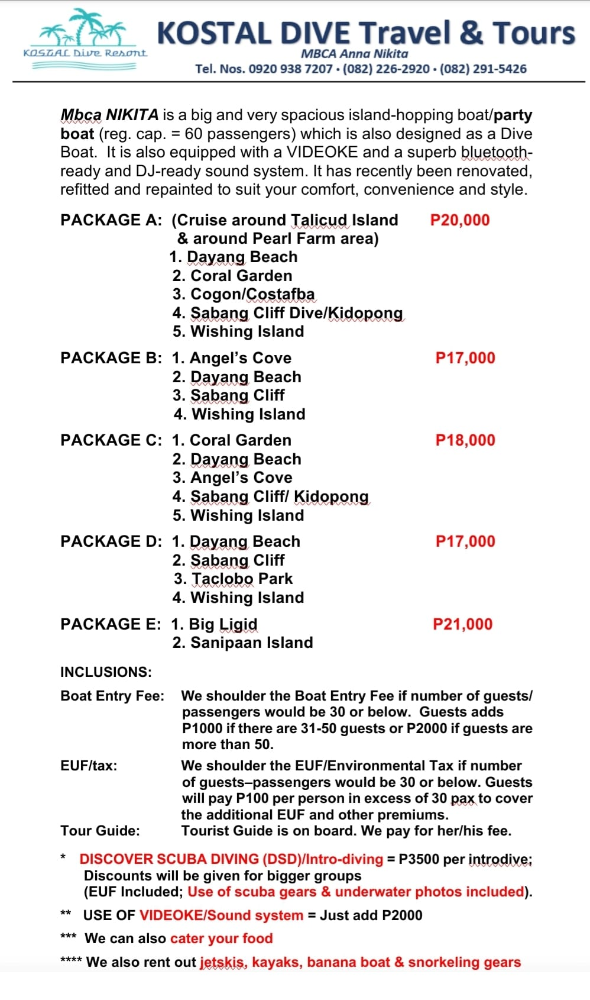 KOSTAL Dive Resort
KOSTAL DIVE Travel & Tours
MBCA Anna Nikita
Tel. Nos. 0920 938 7207 • (082) 226-2920 • (082) 291-5426
Mbca NIKITA is a big and very spacious island-hopping boat/party
boat (reg. cap. = 60 passengers) which is also designed as a Dive
Boat. It is also equipped with a VIDEOKE and a superb bluetooth-
ready and DJ-ready sound system. It has recently been renovated,
refitted and repainted to suit your comfort, convenience and style.
PACKAGE A: (Cruise around Talicud Island P20,000
& around Pearl Farm area)
1. Dayang Beach
2. Coral Garden
3. Cogon/Costafba
4. Sabang Cliff Dive/Kidopong
5. Wishing Island
PACKAGE B: 1. Angel's Cove P17,000
2. Dayang Beach
3. Sabang Cliff
4. Wishing Island
PACKAGE C: 1. Coral Garden P18,000
2. Dayang Beach
3. Angel's Cove
4. Sabang Cliff/ Kidopong
5. Wishing Island
PACKAGE D: 1. Dayang Beach P17,000
2. Sabang Cliff
3. Taclobo Park
4. Wishing Island
PACKAGE E: 1. Big Ligid P21,000
2. Sanipaan Island
INCLUSIONS:
Boat Entry Fee: We shoulder the Boat Entry Fee if number of guests/
passengers would be 30 or below. Guests adds
P1000 if there are 31-50 guests or P2000 if guests are
more than 50.
EUF/tax: We shoulder the EUF/Environmental Tax if number
of guests–passengers would be 30 or below. Guests
will pay P100 per person in excess of 30 pax to cover
the additional EUF and other premiums.
Tour Guide: Tourist Guide is on board. We pay for her/his fee.
* DISCOVER SCUBA DIVING (DSD)/Intro-diving = P3500 per introdive;
Discounts will be given for bigger groups
(EUF Included; Use of scuba gears & underwater photos included).
** USE OF VIDEOKE/Sound system = Just add P2000
*** We can also cater your food
**** We also rent out jetskis, kayaks, banana boat & snorkeling gears